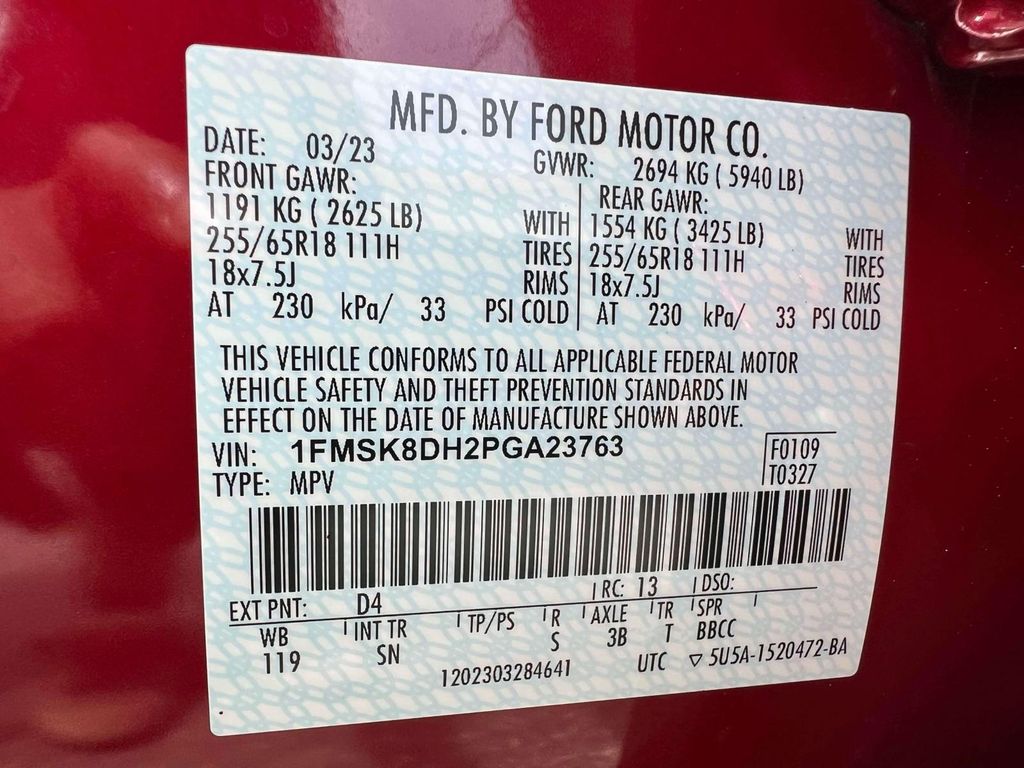 MFD. BY FORD MOTOR CO.
DATE: 03/23 GVWR: 2694 KG ( 5940 LB)
FRONT GAWR: REAR GAWR:
1191 KG ( 2625 LB) WITH 1554 KG ( 3425 LB) WITH
255/65R18 111H TIRES 255/65R18 111H TIRES
18x7.5J RIMS 18x7.5J RIMS
AT 230 kPa/ 33 PSI COLD AT 230 kPa/ 33 PSI COLD
THIS VEHICLE CONFORMS TO ALL APPLICABLE FEDERAL MOTOR
VEHICLE SAFETY AND THEFT PREVENTION STANDARDS IN
EFFECT ON THE DATE OF MANUFACTURE SHOWN ABOVE.
VIN: 1FMSK8DH2PGA23763 F0109
TYPE: MPV T0327
EXT PNT: D4 RC: 13 DSO:
WB INT TR TP/PS R AXLE TR SPR
119 SN S 3B T BBCC
1202303284641 UTC ▽ 5U5A-1520472-BA